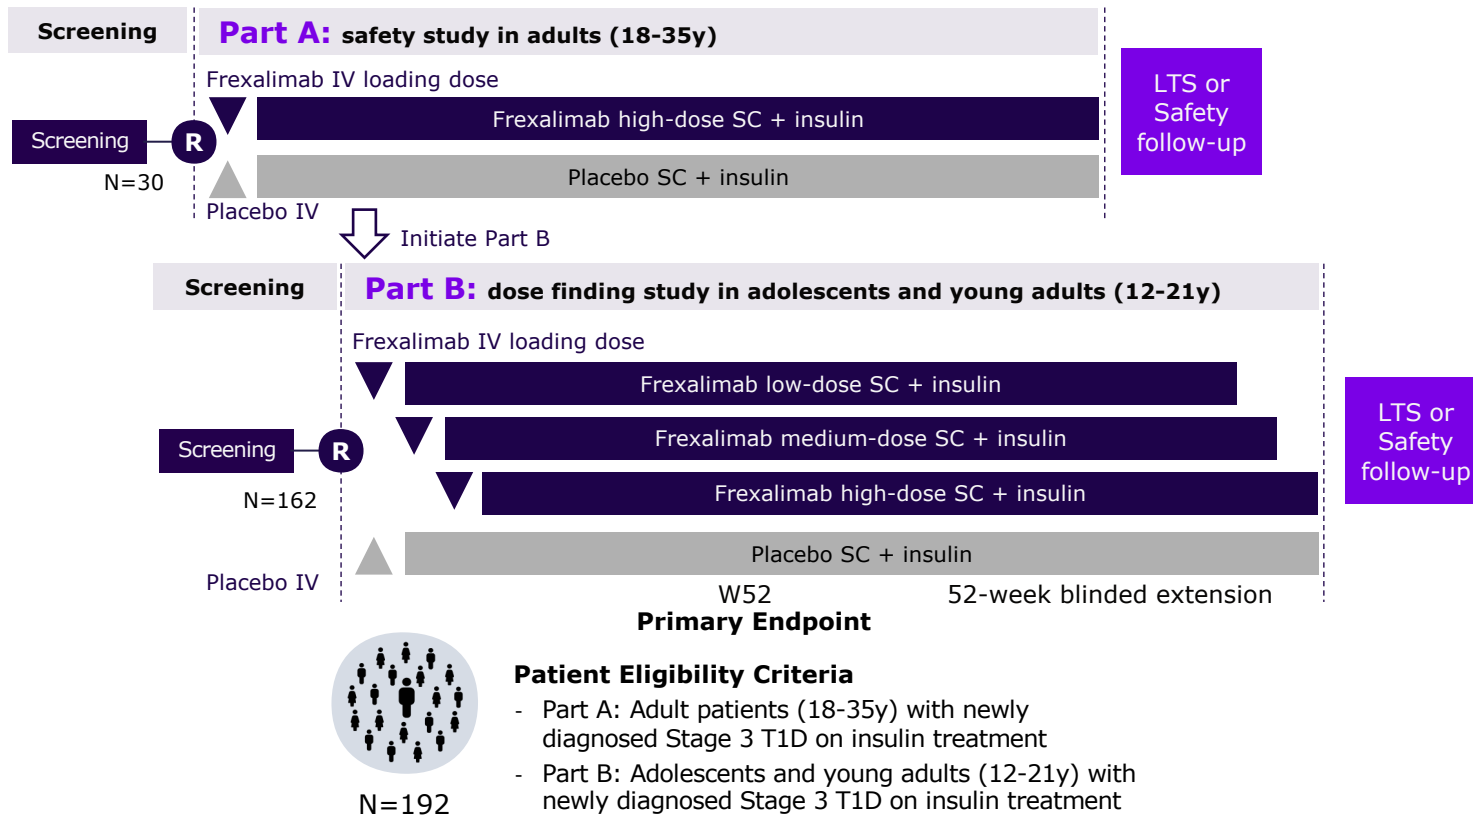 Screening
Part A: safety study in adults (18-35y)
Frexalimab IV loading dose
Frexalimab high-dose SC + insulin
Screening
R
N=30
Placebo SC + insulin
Placebo IV
LTS or
Safety
follow-up
Initiate Part B
Screening
Part B: dose finding study in adolescents and young adults (12-21y)
Frexalimab IV loading dose
Frexalimab low-dose SC + insulin
Frexalimab medium-dose SC + insulin
Screening
R
Frexalimab high-dose SC + insulin
N=162
Placebo SC + insulin
Placebo IV
LTS or
Safety
follow-up
W52
52-week blinded extension
Primary Endpoint
Patient Eligibility Criteria
- Part A: Adult patients (18-35y) with newly
diagnosed Stage 3 T1D on insulin treatment
- Part B: Adolescents and young adults (12-21y) with
newly diagnosed Stage 3 T1D on insulin treatment
N=192